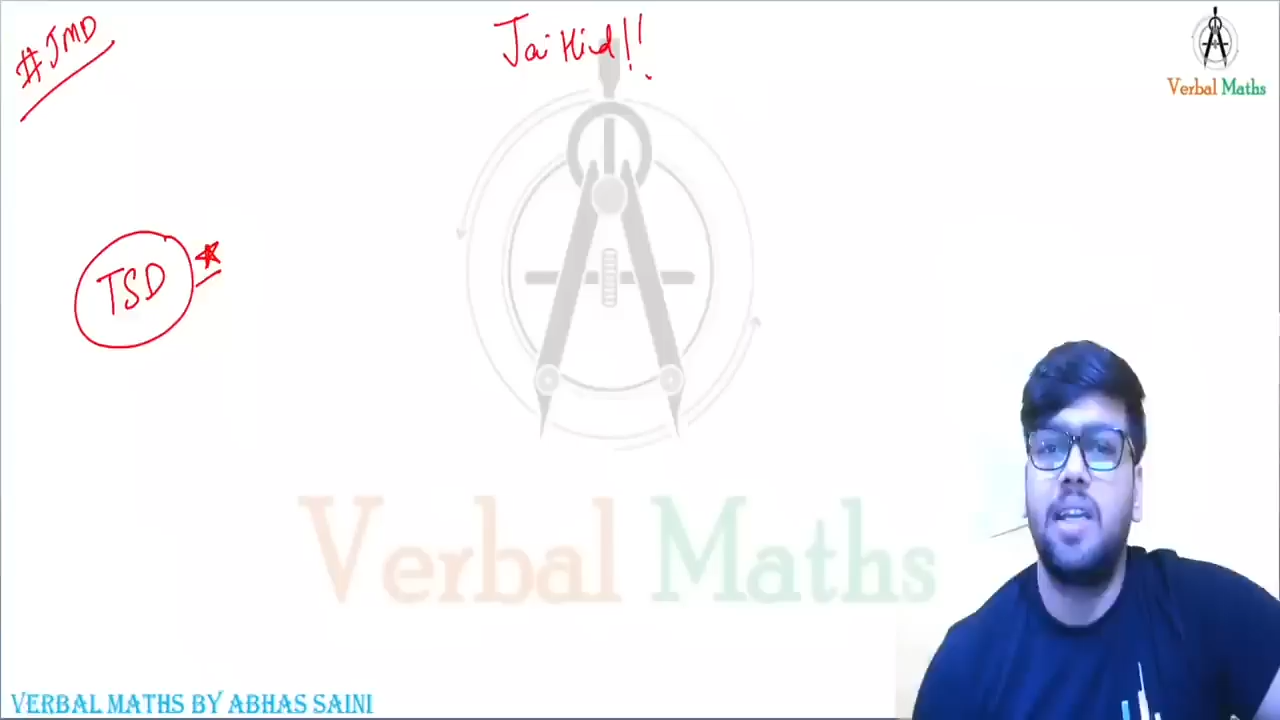 #JMD
Jai Hind!!
Verbal Maths
TSD
Verbal Maths
VERBAL MATHS BY ABHAS SAINI